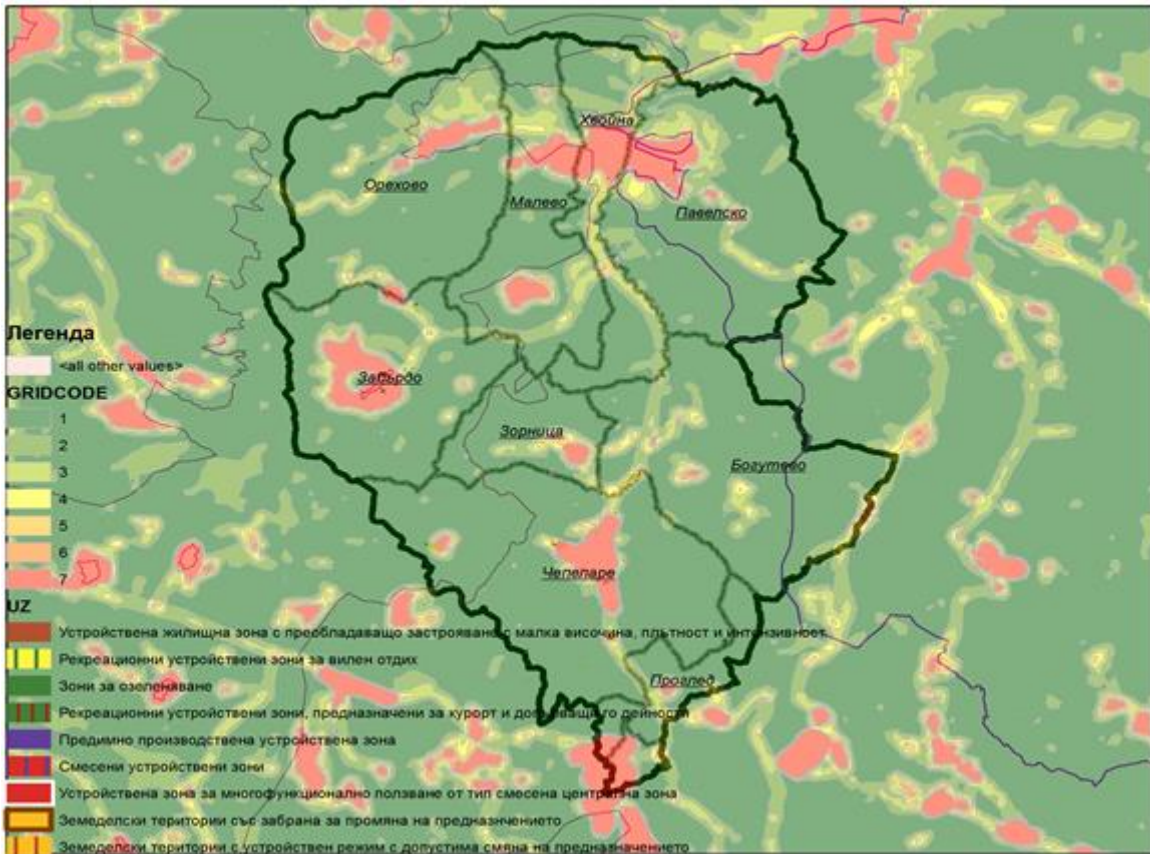 Хвойна
Орехово
Малево
Павелско
Забърдо
Зорница
Богутево
Чепеларе
Проглед
Легенда
<all other values>
GRIDCODE
1
2
3
4
5
6
7
UZ
Устройствена жилищна зона с преобладаващо застрояване с малка височина, плътност и интензивност
Рекреационни устройствени зони за вилен отдих
Зони за озеленяване
Рекреационни устройствени зони, предназначени за курорт и допълващи го дейности
Предимно производствена устройствена зона
Смесени устройствени зони
Устройствена зона за многофункционално ползване от тип смесена централна зона
Земеделски територии със забрана за промяна на предназначението
Земеделски територии с устройствен режим с допустима смяна на предназначението